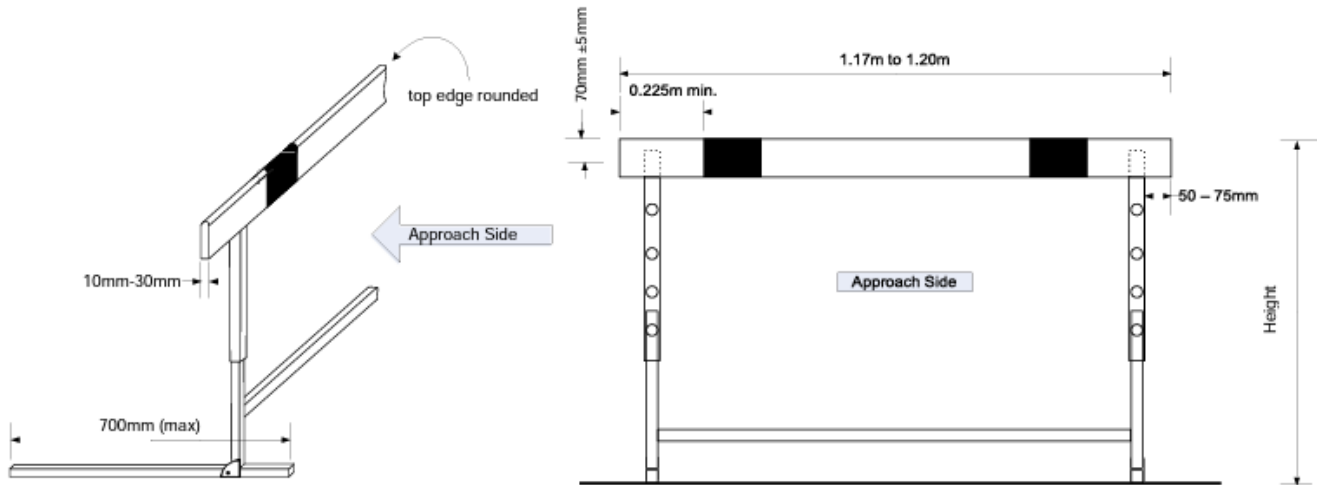 top edge rounded
Approach Side
10mm-30mm
700mm (max)
70mm ±5mm
1.17m to 1.20m
0.225m min.
50 – 75mm
Approach Side
Height